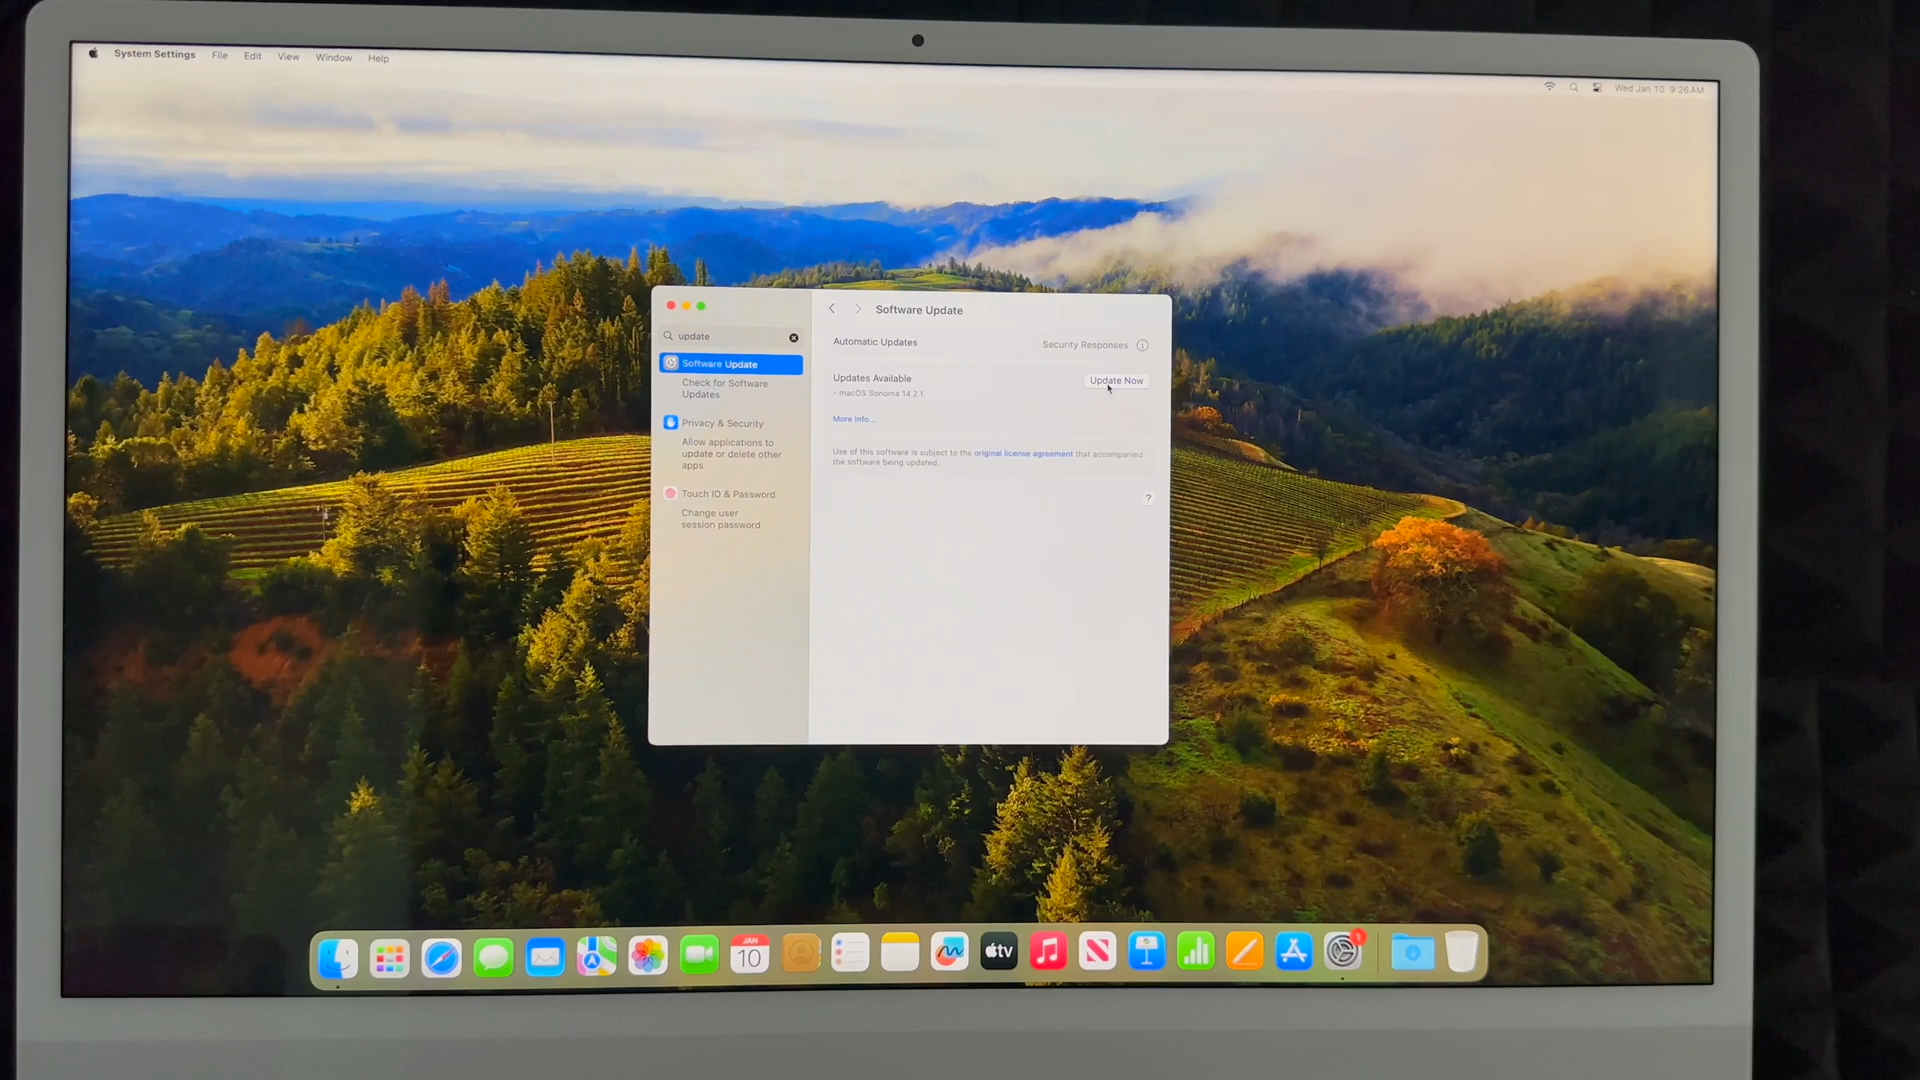 System Settings File Edit View Window Help
Wed Jan 10 9:26 AM
update
Software Update
Check for Software
Updates
Privacy & Security
Allow applications to
update or delete other
apps
Touch ID & Password
Change user
session password
Software Update
Automatic Updates
Security Responses
Updates Available
Update Now
- macOS Sonoma 14.2.1
More info...
Use of this software is subject to the original license agreement that accompanied
the software being updated.
?
JAN
10
tv
1